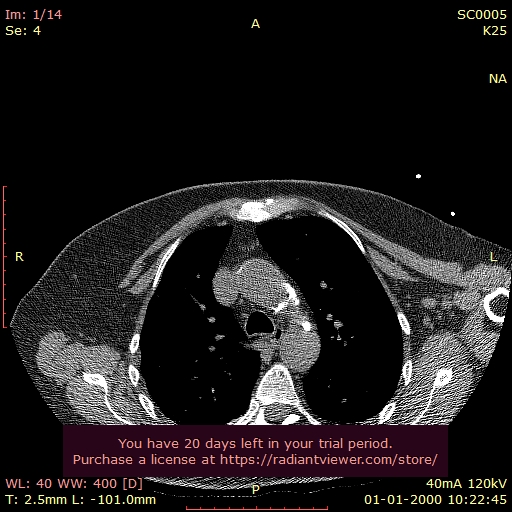 Im: 1/14
Se: 4
A
SC0005
K25
NA
R
L
You have 20 days left in your trial period.
Purchase a license at https://radiantviewer.com/store/
WL: 40 WW: 400 [D]
T: 2.5mm L: -101.0mm
P
40mA 120kV
01-01-2000 10:22:45